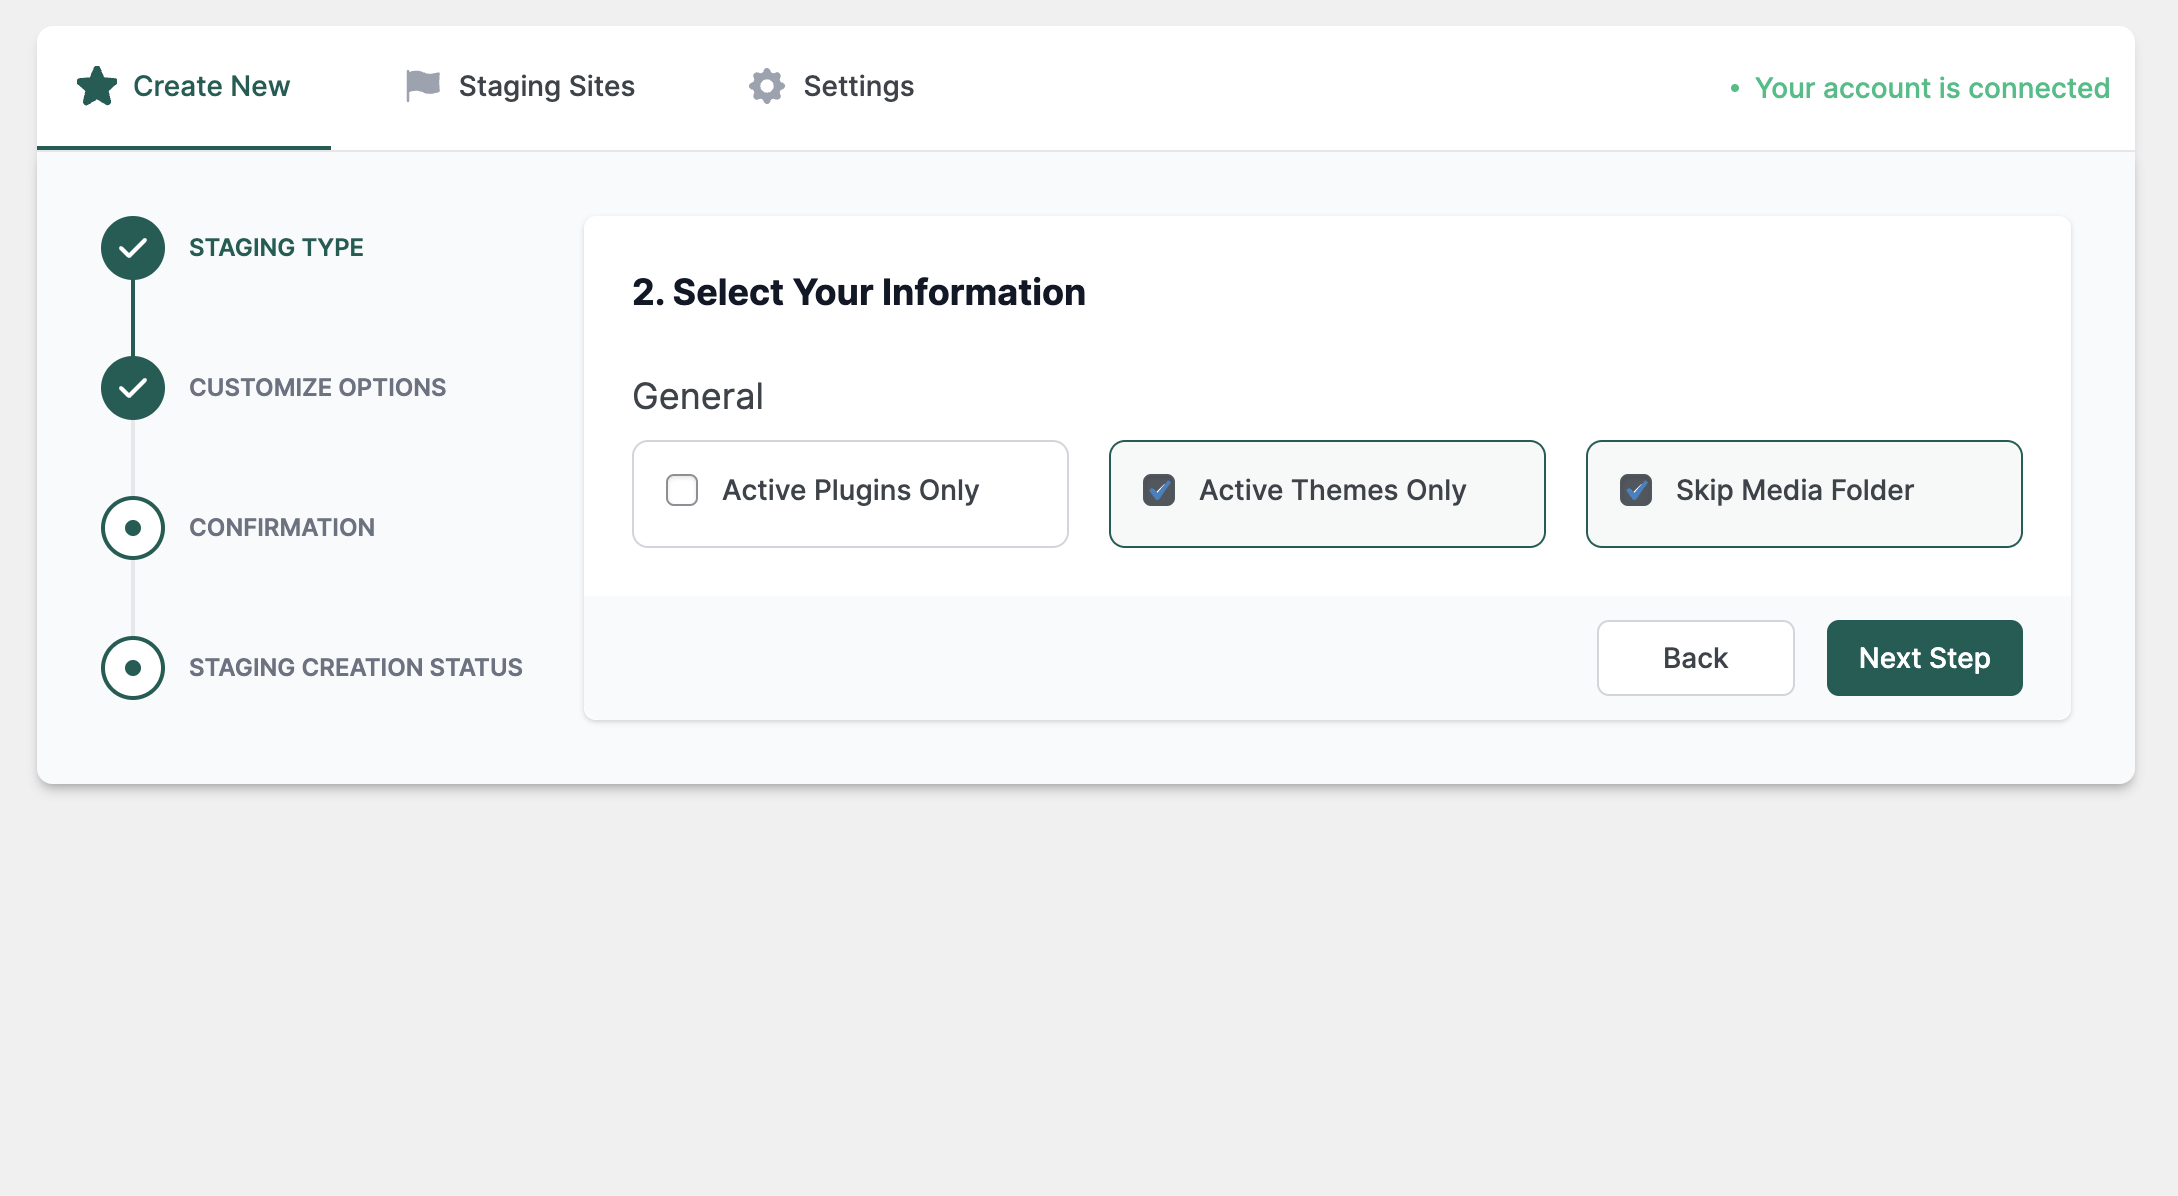 Create New
Staging Sites
Settings
• Your account is connected
STAGING TYPE
CUSTOMIZE OPTIONS
CONFIRMATION
STAGING CREATION STATUS
2. Select Your Information
General
Active Plugins Only
Active Themes Only
Skip Media Folder
Back
Next Step